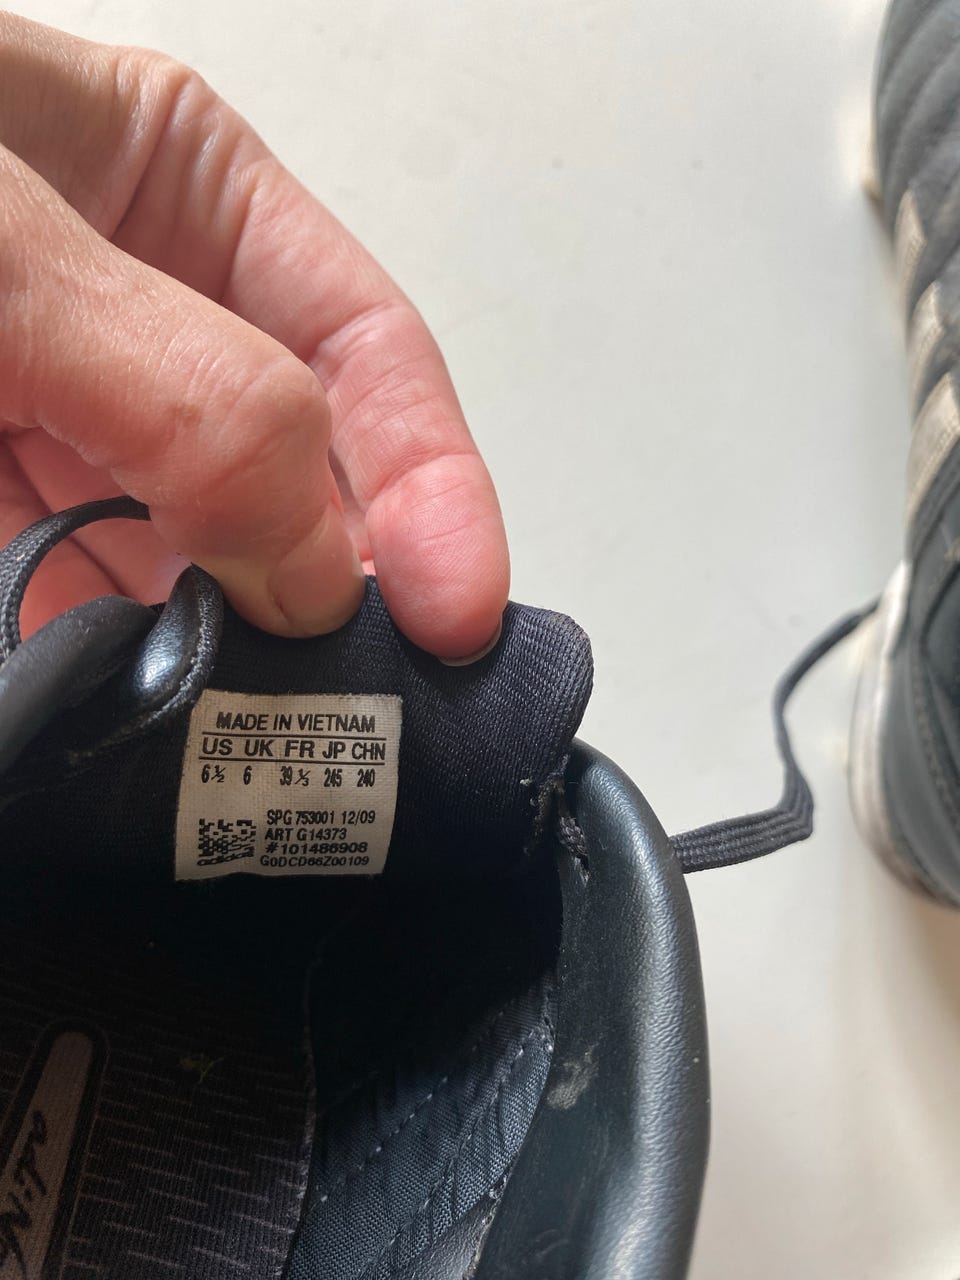 MADE IN VIETNAM
US UK FR JP CHN
6½ 6 39⅓ 245 240
SPG 753001 12/09
ART G14373
#101486908
G0DCD66Z00109